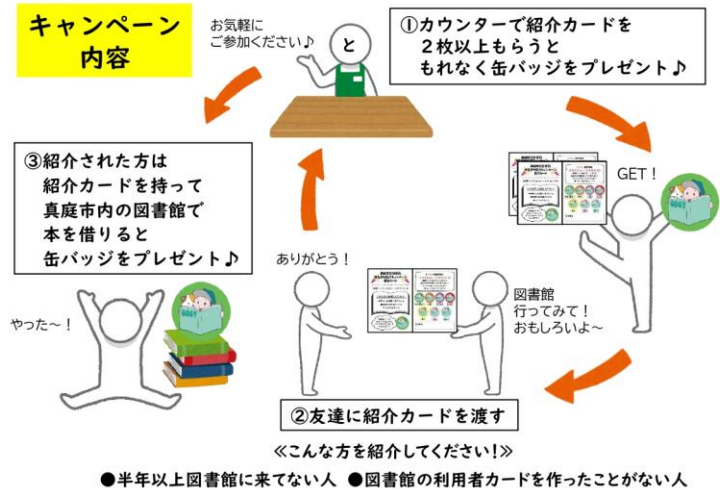 キャンペーン
内容
お気軽に
ご参加ください♪
と
①カウンターで紹介カードを
２枚以上もらうと
もれなく缶バッジをプレゼント♪
GET！
図書館
行ってみて！
おもしろいよ～
ありがとう！
②友達に紹介カードを渡す
≪こんな方を紹介してください！≫
●半年以上図書館に来てない人 ●図書館の利用者カードを作ったことがない人
③紹介された方は
紹介カードを持って
真庭市内の図書館で
本を借りると
缶バッジをプレゼント♪
やった～！